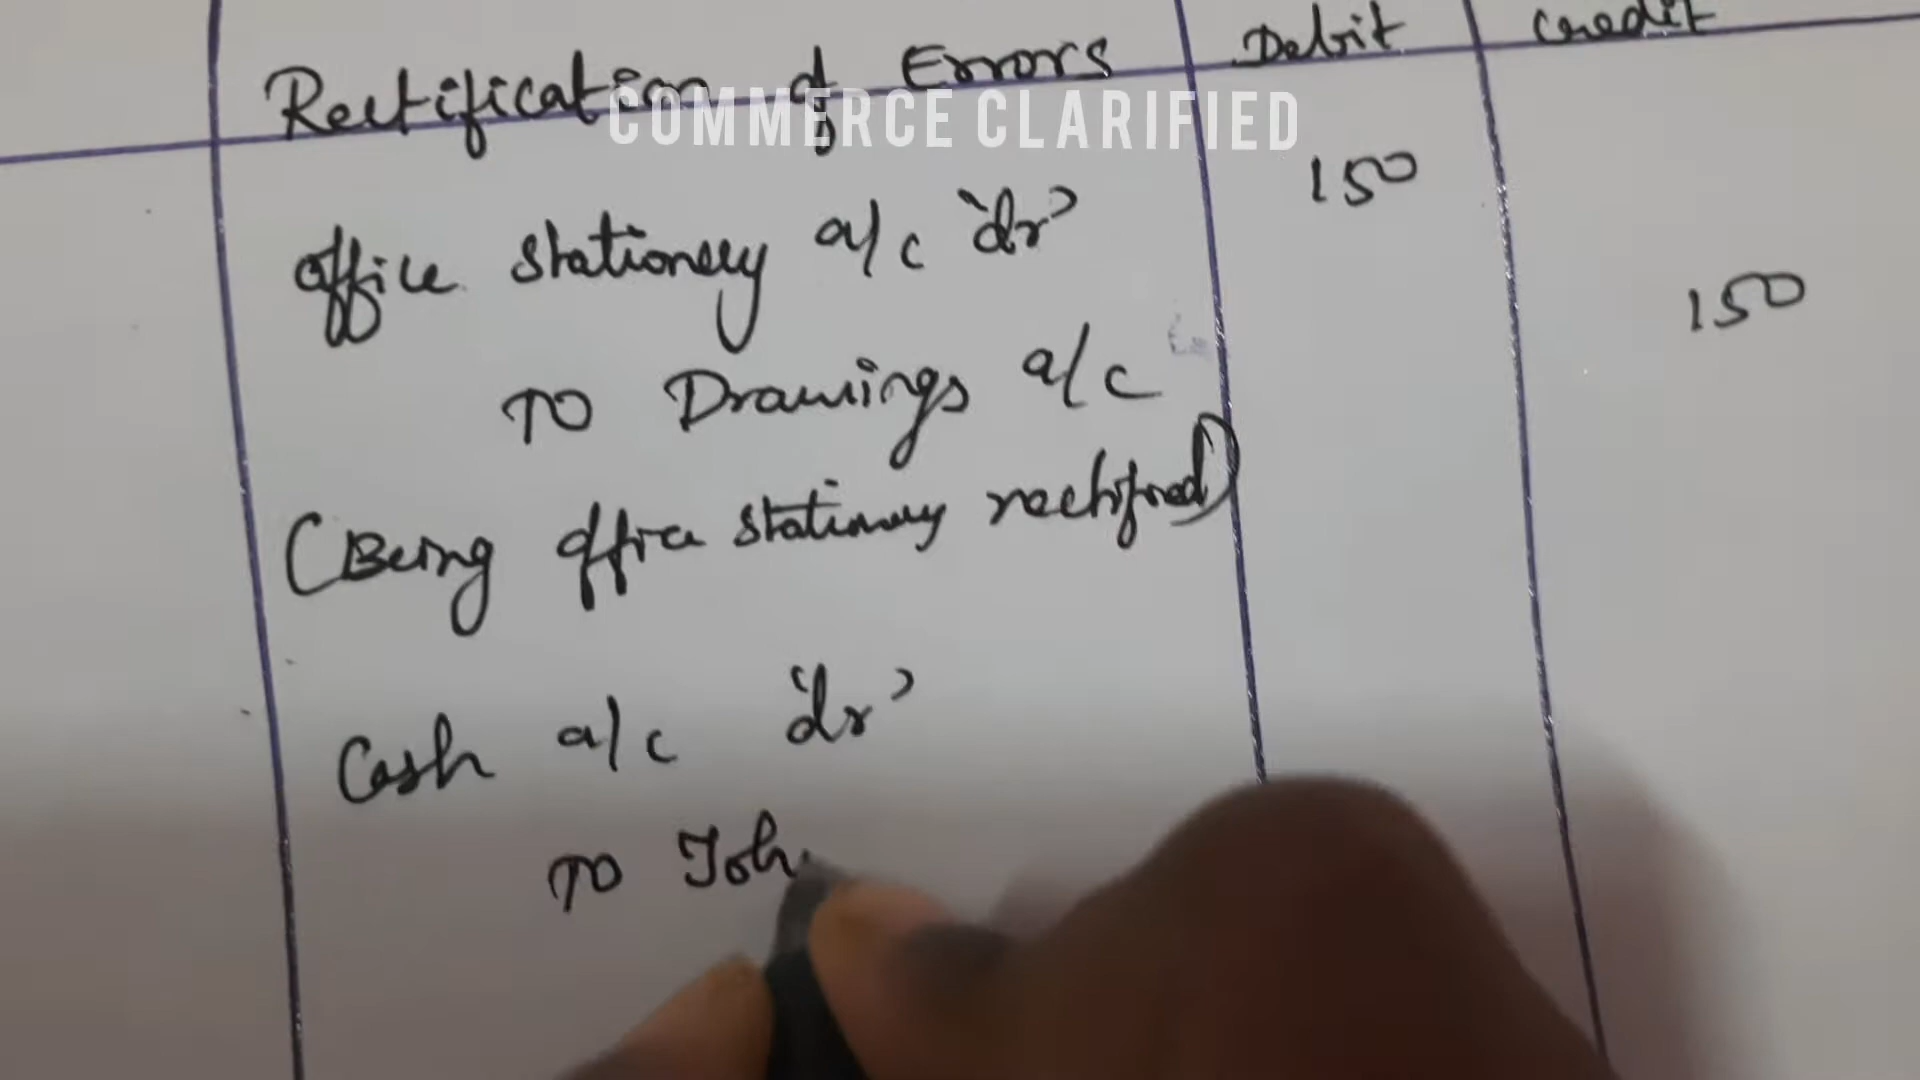 Rectification of Errors Debit Credit
COMMERCE CLARIFIED
office stationery a/c 'dr' 150
TO Drawings a/c 150
(Being office stationery rectified)
Cash a/c 'dr'
TO Joh